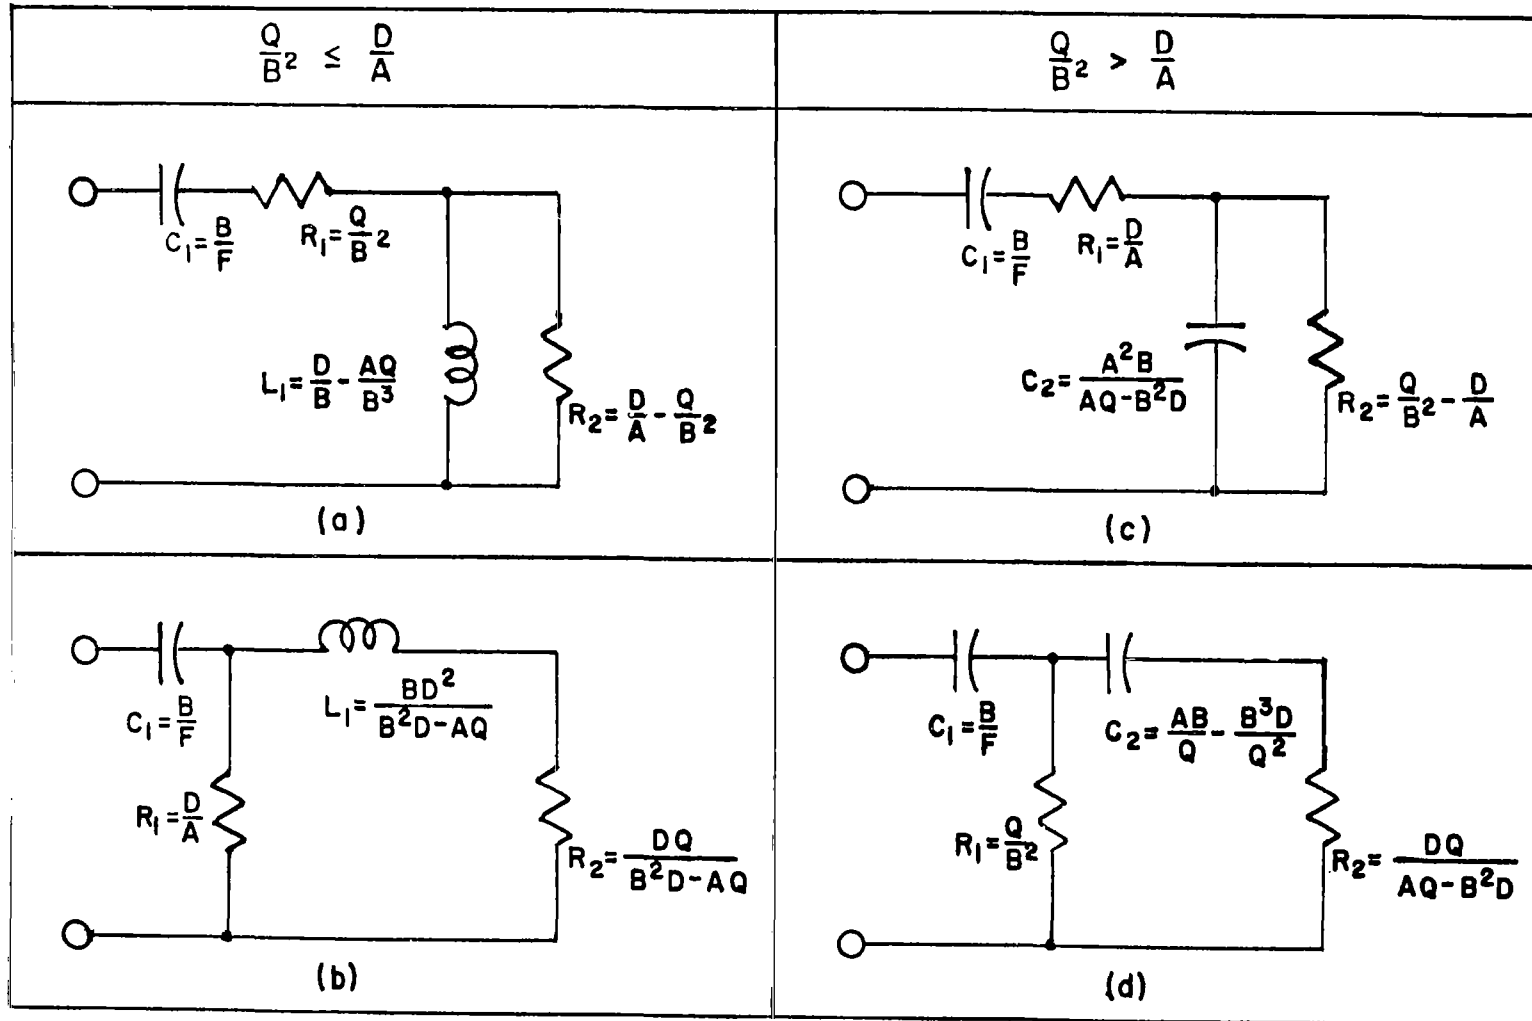 Q/B² ≤ D/A
Q/B² > D/A
C₁=B/F
R₁=Q/B²
L₁=D/B-AQ/B³
R₂=D/A-Q/B²
(a)
C₁=B/F
R₁=D/A
C₂=A²B/AQ-B²D
R₂=Q/B²-D/A
(c)
C₁=B/F
L₁=BD²/B²D-AQ
R₁=D/A
R₂=DQ/B²D-AQ
(b)
C₁=B/F
C₂=AB/Q-B³D/Q²
R₁=Q/B²
R₂=DQ/AQ-B²D
(d)